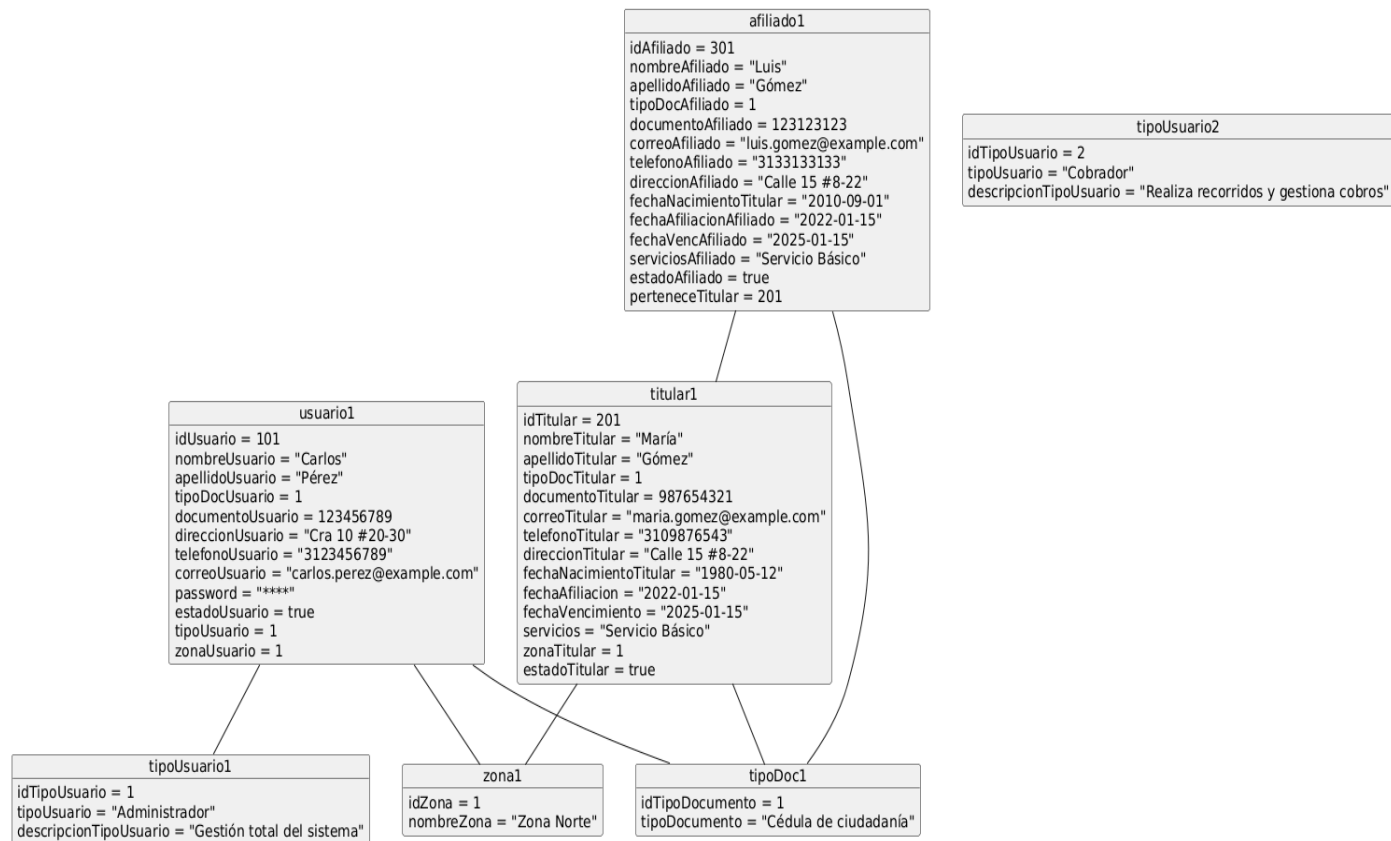 afiliado1
idAfiliado = 301
nombreAfiliado = "Luis"
apellidoAfiliado = "Gómez"
tipoDocAfiliado = 1
documentoAfiliado = 123123123
correoAfiliado = "luis.gomez@example.com"
telefonoAfiliado = "3133133133"
direccionAfiliado = "Calle 15 #8-22"
fechaNacimientoTitular = "2010-09-01"
fechaAfiliacionAfiliado = "2022-01-15"
fechaVencAfiliado = "2025-01-15"
serviciosAfiliado = "Servicio Básico"
estadoAfiliado = true
perteneceTitular = 201
tipoUsuario2
idTipoUsuario = 2
tipoUsuario = "Cobrador"
descripcionTipoUsuario = "Realiza recorridos y gestiona cobros"
usuario1
idUsuario = 101
nombreUsuario = "Carlos"
apellidoUsuario = "Pérez"
tipoDocUsuario = 1
documentoUsuario = 123456789
direccionUsuario = "Cra 10 #20-30"
telefonoUsuario = "3123456789"
correoUsuario = "carlos.perez@example.com"
password = "****"
estadoUsuario = true
tipoUsuario = 1
zonaUsuario = 1
titular1
idTitular = 201
nombreTitular = "María"
apellidoTitular = "Gómez"
tipoDocTitular = 1
documentoTitular = 987654321
correoTitular = "maria.gomez@example.com"
telefonoTitular = "3109876543"
direccionTitular = "Calle 15 #8-22"
fechaNacimientoTitular = "1980-05-12"
fechaAfiliacion = "2022-01-15"
fechaVencimiento = "2025-01-15"
servicios = "Servicio Básico"
zonaTitular = 1
estadoTitular = true
tipoUsuario1
idTipoUsuario = 1
tipoUsuario = "Administrador"
descripcionTipoUsuario = "Gestión total del sistema"
zona1
idZona = 1
nombreZona = "Zona Norte"
tipoDoc1
idTipoDocumento = 1
tipoDocumento = "Cédula de ciudadanía"